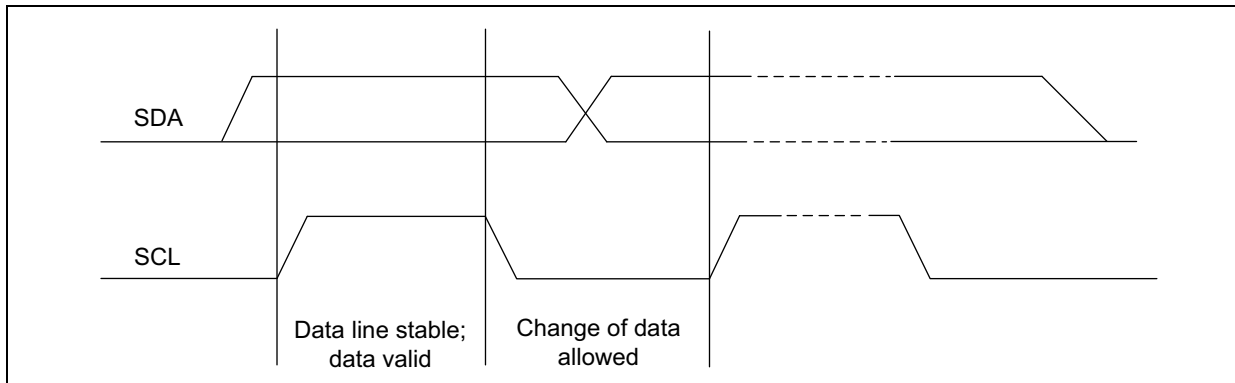 SDA
SCL
Data line stable;
data valid
Change of data
allowed